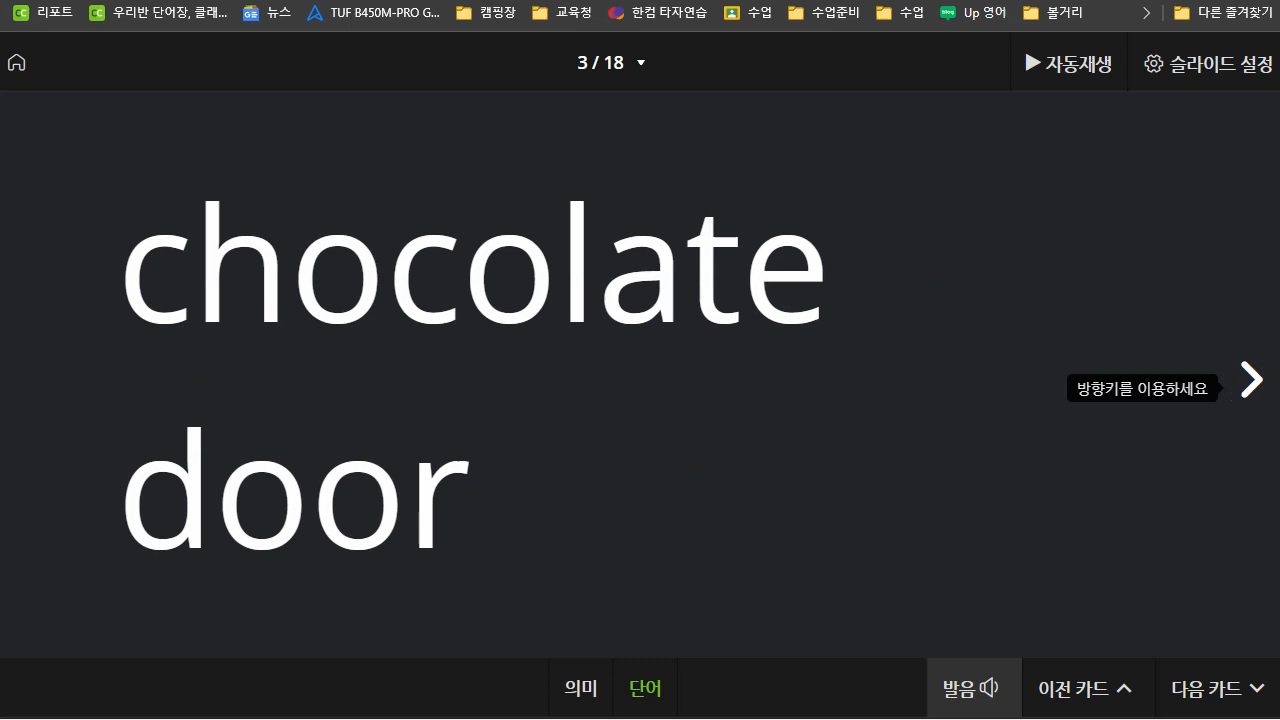 리포트 우리반 단어장, 클래... 뉴스 TUF B450M-PRO G... 캠핑장 교육청 한컴 타자연습 수업 수업준비 수업 Up 영어 볼거리 다른 즐겨찾기
3 / 18 자동재생 슬라이드 설정
chocolate
방향키를 이용하세요
door
의미 단어 발음 이전 카드 다음 카드